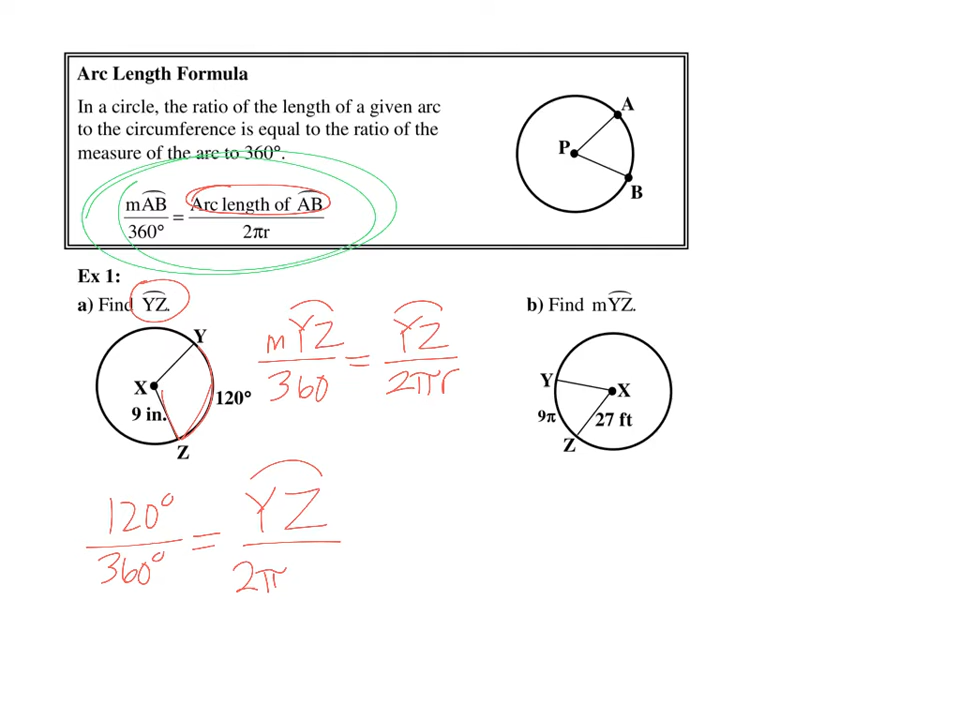 Arc Length Formula
In a circle, the ratio of the length of a given arc
to the circumference is equal to the ratio of the
measure of the arc to 360°.
mAB/360° = Arc length of AB/2πr
A
P
B
Ex 1:
a) Find YZ.
Y
X
9 in.
120°
Z
mYZ/360 = YZ/2πr
b) Find mYZ.
Y
X
9π
27 ft
Z
120°/360° = YZ/2π